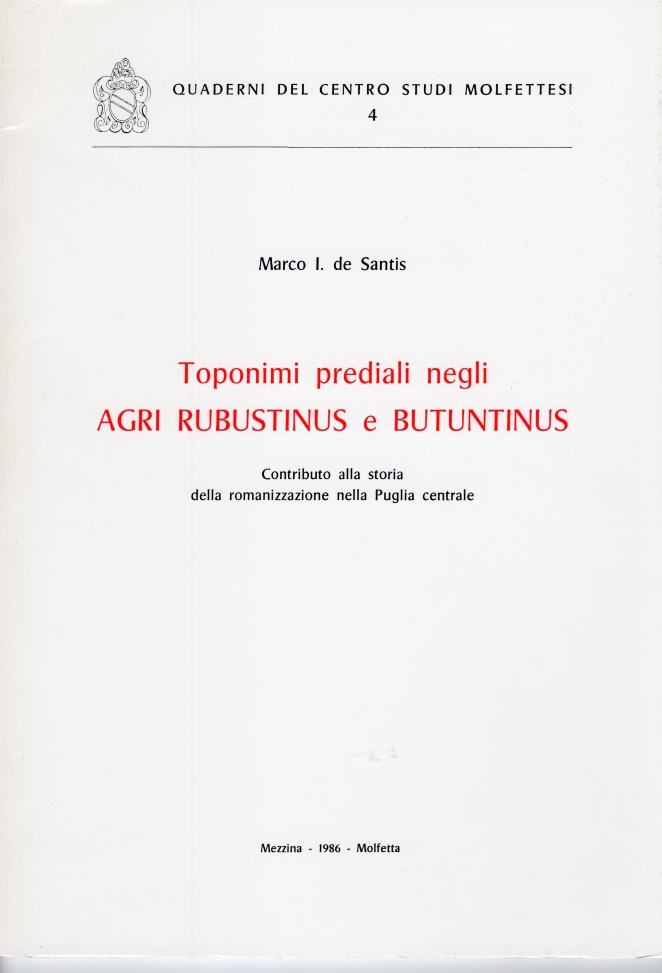 QUADERNI DEL CENTRO STUDI MOLFETTESI
4
Marco I. de Santis
Toponimi prediali negli
AGRI RUBUSTINUS e BUTUNTINUS
Contributo alla storia
della romanizzazione nella Puglia centrale
Mezzina - 1986 - Molfetta